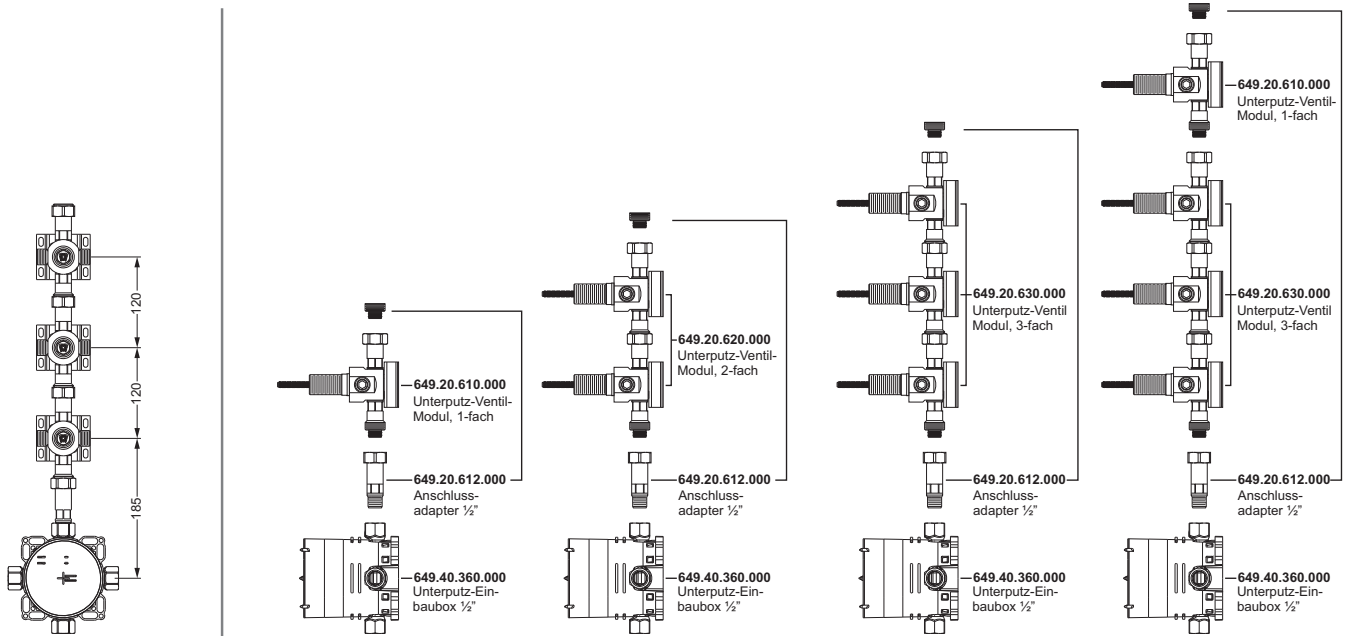 120
120
185
649.20.610.000
Unterputz-Ventil-
Modul, 1-fach
649.20.612.000
Anschluss-
adapter ½”
649.40.360.000
Unterputz-Ein-
baubox ½”
649.20.620.000
Unterputz-Ventil-
Modul, 2-fach
649.20.612.000
Anschluss-
adapter ½”
649.40.360.000
Unterputz-Ein-
baubox ½”
649.20.630.000
Unterputz-Ventil
Modul, 3-fach
649.20.612.000
Anschluss-
adapter ½”
649.40.360.000
Unterputz-Ein-
baubox ½”
649.20.610.000
Unterputz-Ventil-
Modul, 1-fach
649.20.630.000
Unterputz-Ventil
Modul, 3-fach
649.20.612.000
Anschluss-
adapter ½”
649.40.360.000
Unterputz-Ein-
baubox ½”